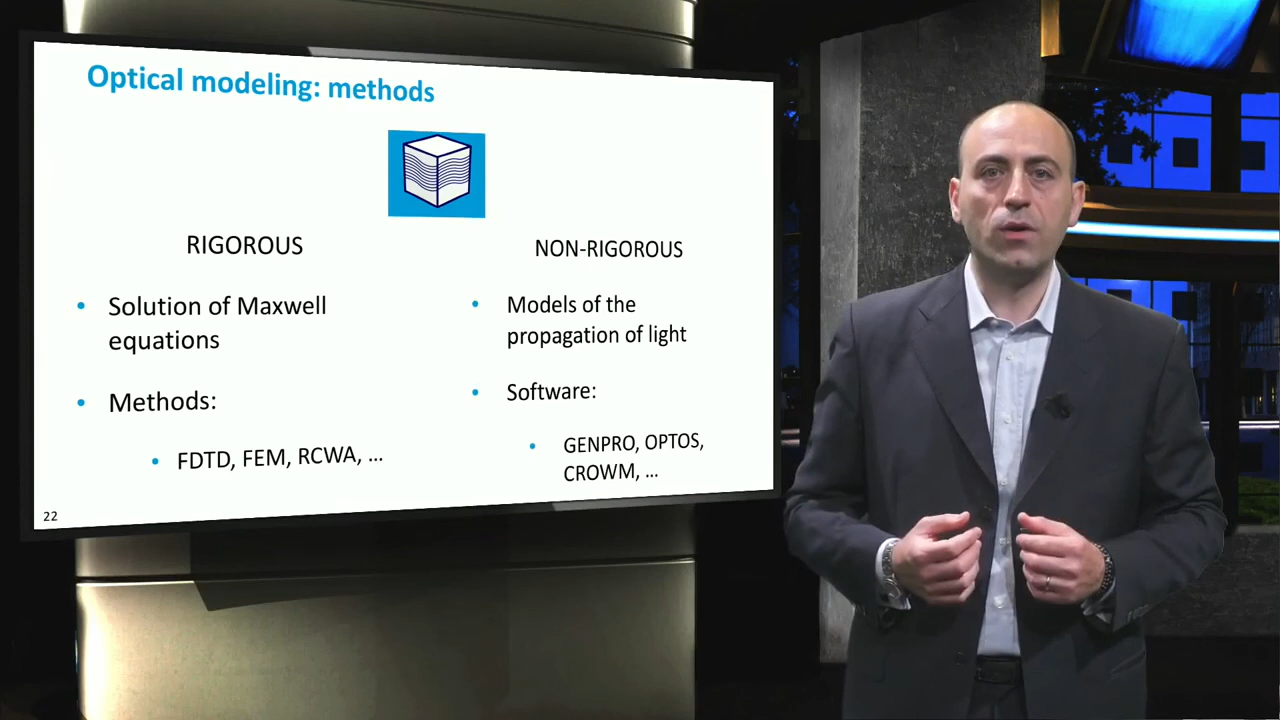 Optical modeling: methods
RIGOROUS
• Solution of Maxwell
equations
• Methods:
• FDTD, FEM, RCWA, ...
NON-RIGOROUS
• Models of the
propagation of light
• Software:
• GENPRO, OPTOS,
CROWM, ...
22